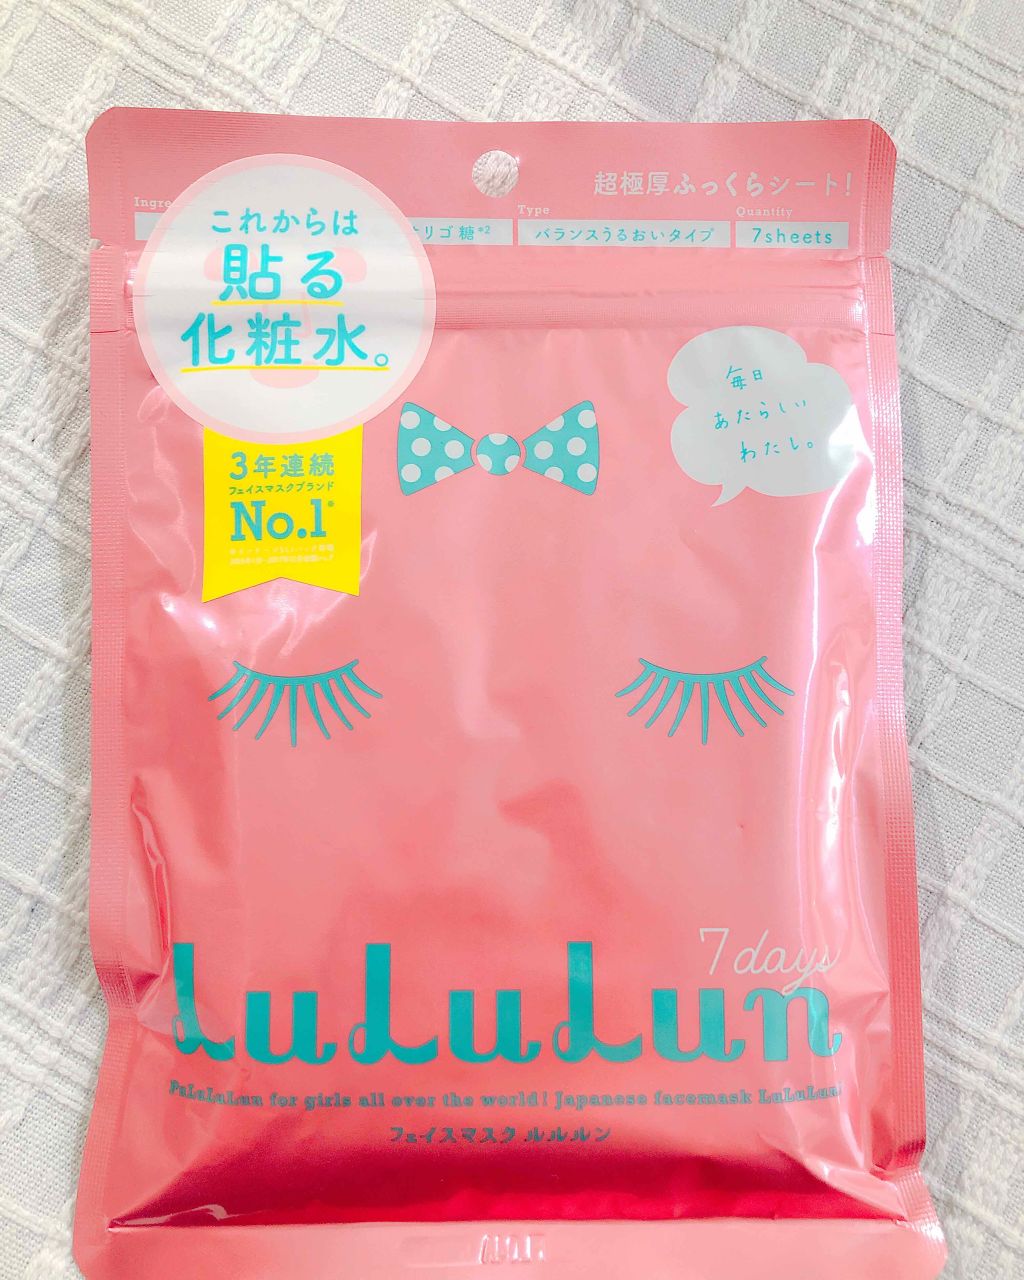 超極厚ふっくらシート!
Type
Quantity
リゴ糖*2
バランスうるおいタイプ
7sheets
これからは
貼る
化粧水。
3年連続
フェイスマスクブランド
No.1*
毎日
あたらしい
わたし。
7days
LuLuLun
PuLuLuLun for girls all over the world! Japanese facemask LuLuLun!
フェイスマスク ルルルン